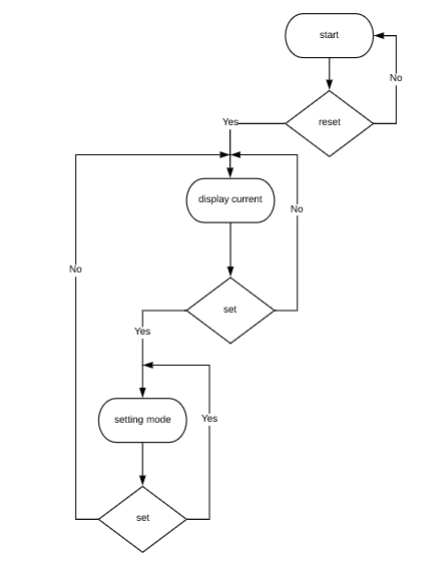 start
No
reset
Yes
display current
No
No
set
Yes
setting mode
Yes
set